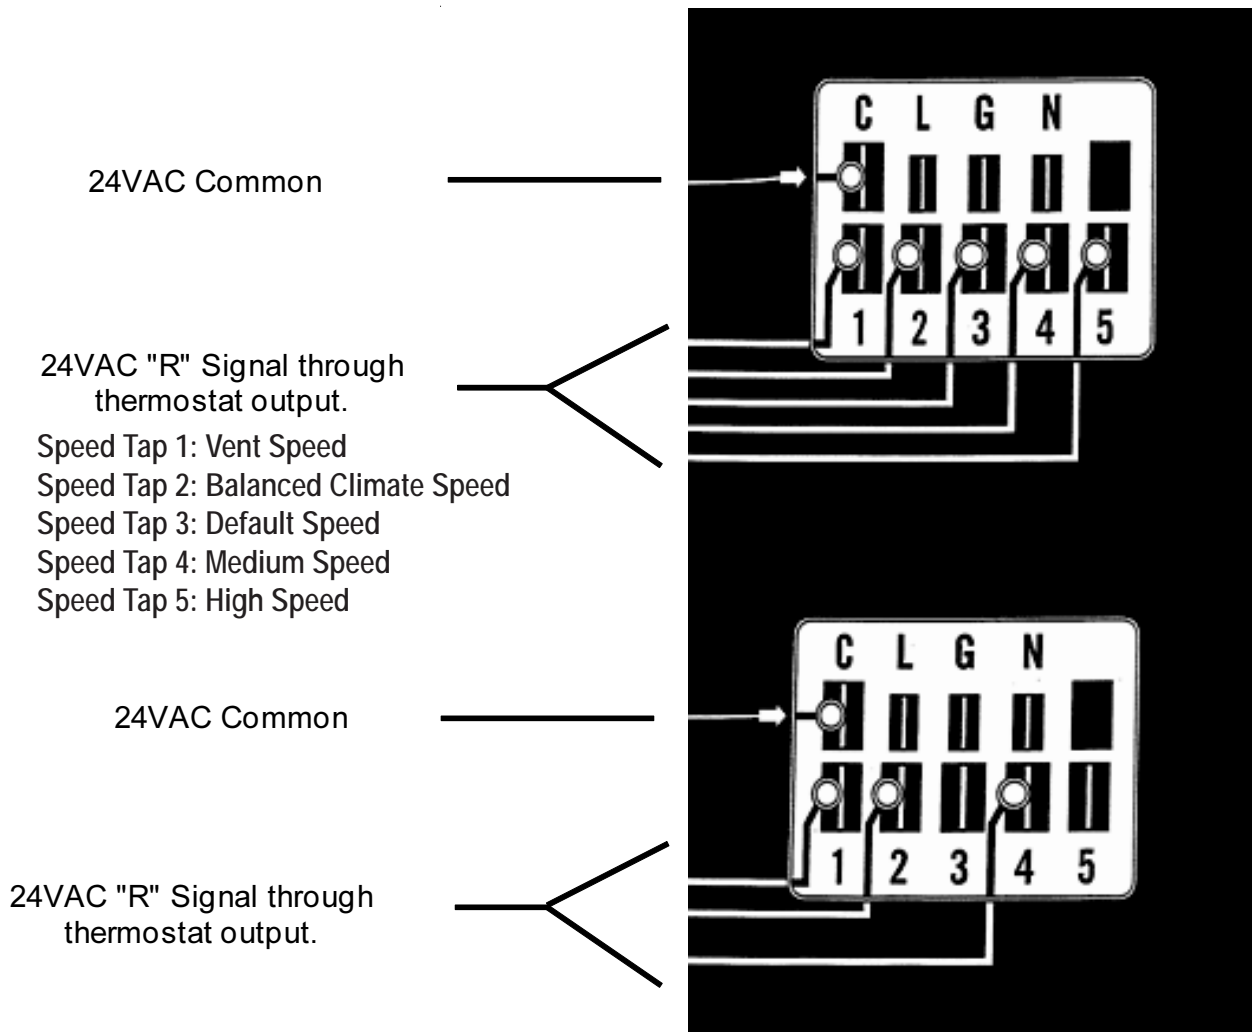 C L G N
24VAC Common
1 2 3 4 5
24VAC "R" Signal through
thermostat output.
Speed Tap 1: Vent Speed
Speed Tap 2: Balanced Climate Speed
Speed Tap 3: Default Speed
Speed Tap 4: Medium Speed
Speed Tap 5: High Speed
C L G N
24VAC Common
1 2 3 4 5
24VAC "R" Signal through
thermostat output.